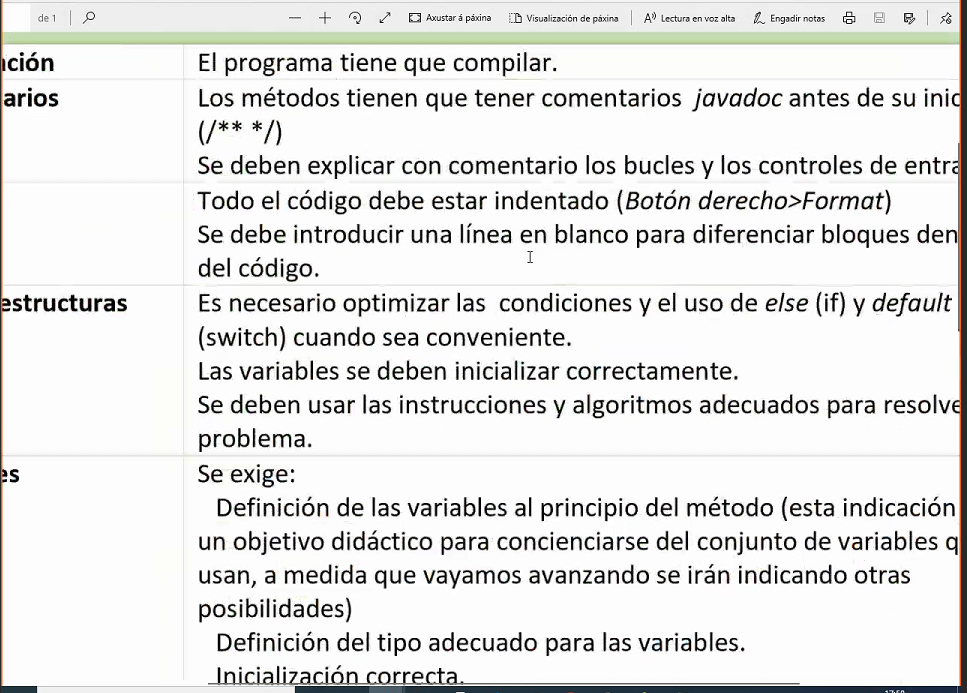 de 1 Axustar á páxina Visualización de páxina Lectura en voz alta Engadir notas
ción El programa tiene que compilar.
arios Los métodos tienen que tener comentarios javadoc antes de su inic
(/** */)
Se deben explicar con comentario los bucles y los controles de entra
Todo el código debe estar indentado (Botón derecho>Format)
Se debe introducir una línea en blanco para diferenciar bloques den
del código.
estructuras Es necesario optimizar las condiciones y el uso de else (if) y default
(switch) cuando sea conveniente.
Las variables se deben inicializar correctamente.
Se deben usar las instrucciones y algoritmos adecuados para resolve
problema.
es Se exige:
Definición de las variables al principio del método (esta indicación
un objetivo didáctico para concienciarse del conjunto de variables q
usan, a medida que vayamos avanzando se irán indicando otras
posibilidades)
Definición del tipo adecuado para las variables.
Inicialización correcta.